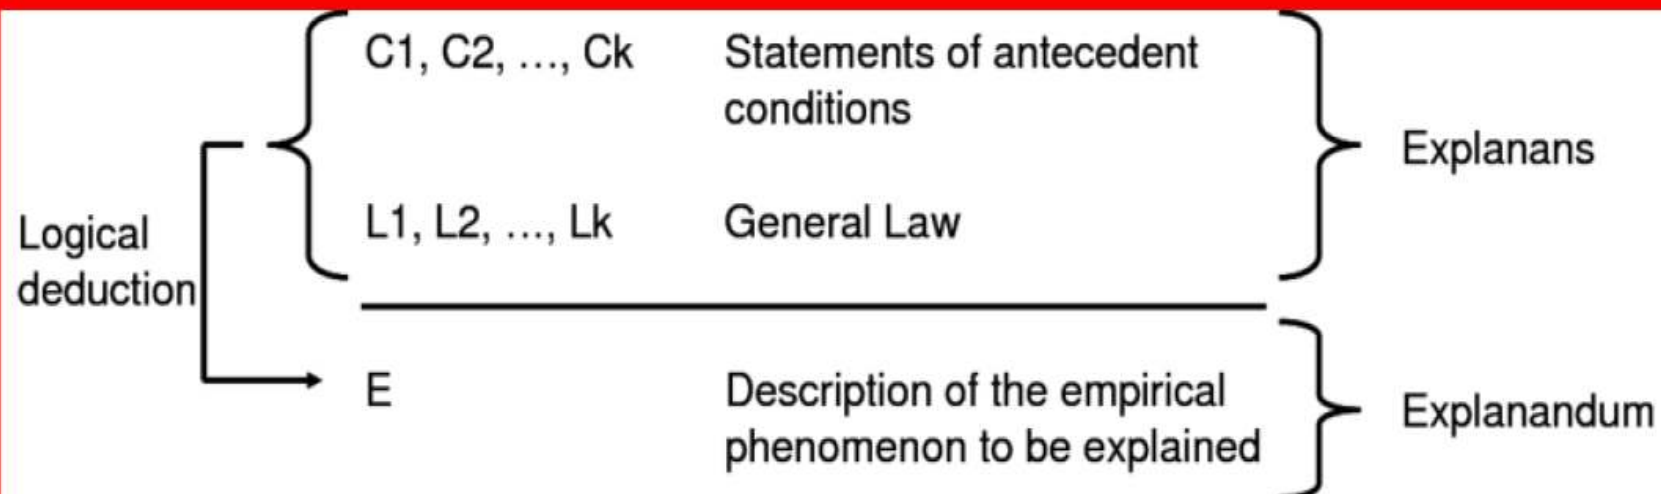 C1, C2, ..., Ck Statements of antecedent
conditions
Explanans
L1, L2, ..., Lk General Law
Logical
deduction
E Description of the empirical
phenomenon to be explained
Explanandum